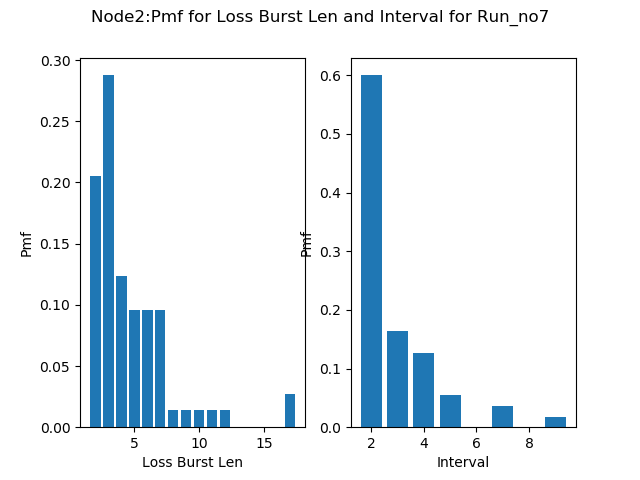 Node2:Pmf for Loss Burst Len and Interval for Run_no7
0.30
0.25
0.20
0.15
0.10
0.05
0.00
Pmf
5 10 15
Loss Burst Len
0.6
0.5
0.4
0.3
0.2
0.1
0.0
Pmf
2 4 6 8
Interval